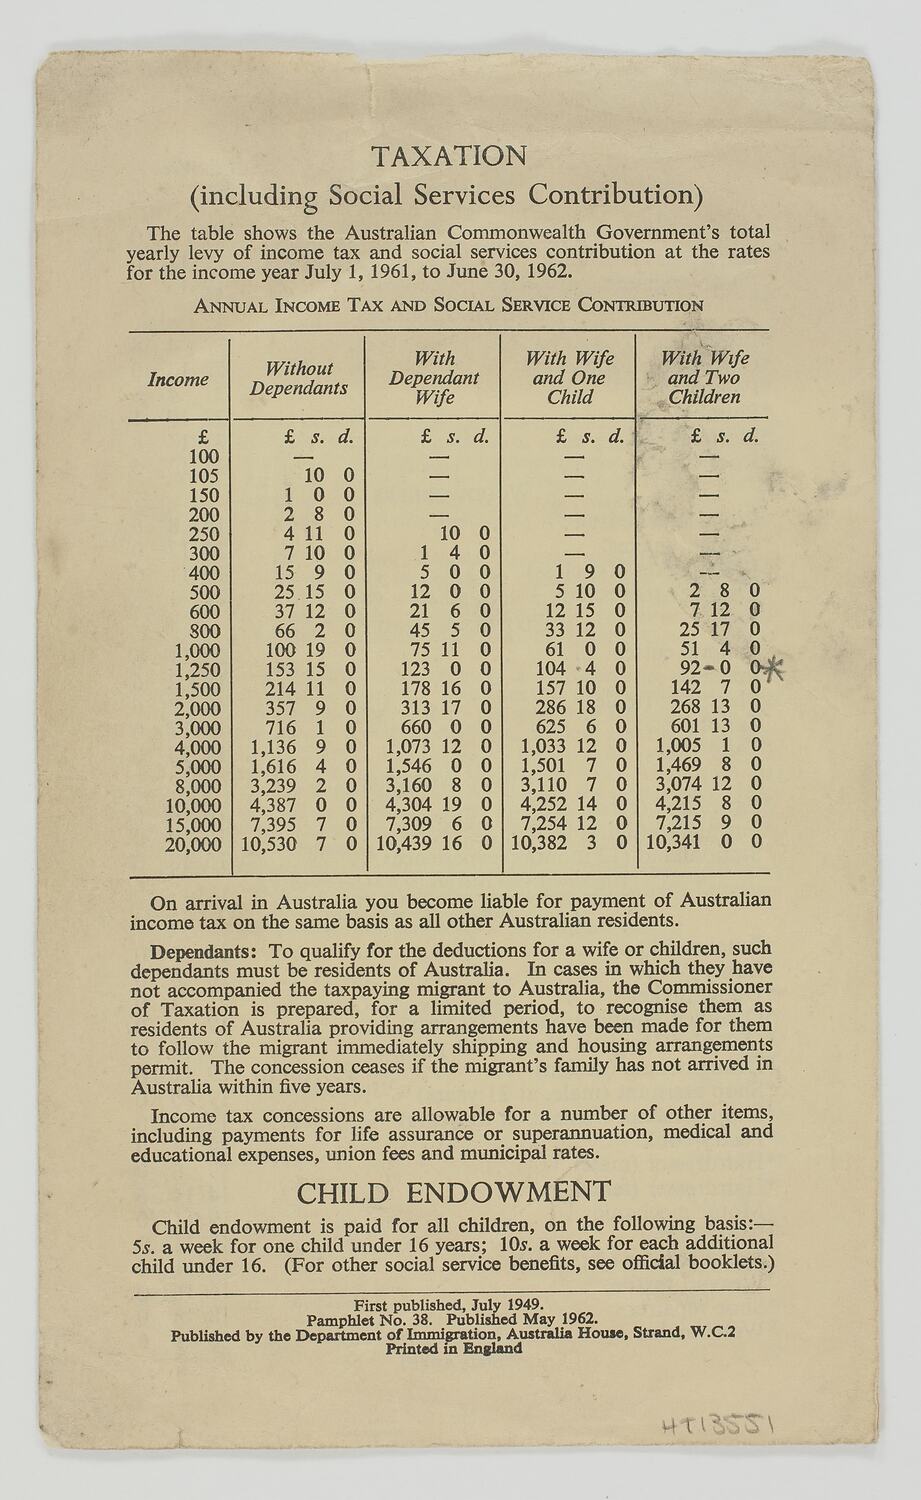 TAXATION
(including Social Services Contribution)
The table shows the Australian Commonwealth Government's total
yearly levy of income tax and social services contribution at the rates
for the income year July 1, 1961, to June 30, 1962.
ANNUAL INCOME TAX AND SOCIAL SERVICE CONTRIBUTION
Income Without Dependants With Dependant Wife With Wife and One Child With Wife and Two Children
£ £ s. d. £ s. d. £ s. d. £ s. d.
100 — — — —
105 10 0 — — —
150 1 0 0 — — —
200 2 8 0 — — —
250 4 11 0 10 0 — —
300 7 10 0 1 4 0 — —
400 15 9 0 5 0 0 1 9 0 —
500 25 15 0 12 0 0 5 10 0 2 8 0
600 37 12 0 21 6 0 12 15 0 7 12 0
800 66 2 0 45 5 0 33 12 0 25 17 0
1,000 100 19 0 75 11 0 61 0 0 51 4 0
1,250 153 15 0 123 0 0 104 4 0 92 0 0*
1,500 214 11 0 178 16 0 157 10 0 142 7 0
2,000 357 9 0 313 17 0 286 18 0 268 13 0
3,000 716 1 0 660 0 0 625 6 0 601 13 0
4,000 1,136 9 0 1,073 12 0 1,033 12 0 1,005 1 0
5,000 1,616 4 0 1,546 0 0 1,501 7 0 1,469 8 0
8,000 3,239 2 0 3,160 8 0 3,110 7 0 3,074 12 0
10,000 4,387 0 0 4,304 19 0 4,252 14 0 4,215 8 0
15,000 7,395 7 0 7,309 6 0 7,254 12 0 7,215 9 0
20,000 10,530 7 0 10,439 16 0 10,382 3 0 10,341 0 0
On arrival in Australia you become liable for payment of Australian
income tax on the same basis as all other Australian residents.
Dependants: To qualify for the deductions for a wife or children, such
dependants must be residents of Australia. In cases in which they have
not accompanied the taxpaying migrant to Australia, the Commissioner
of Taxation is prepared, for a limited period, to recognise them as
residents of Australia providing arrangements have been made for them
to follow the migrant immediately shipping and housing arrangements
permit. The concession ceases if the migrant's family has not arrived in
Australia within five years.
Income tax concessions are allowable for a number of other items,
including payments for life assurance or superannuation, medical and
educational expenses, union fees and municipal rates.
CHILD ENDOWMENT
Child endowment is paid for all children, on the following basis:—
5s. a week for one child under 16 years; 10s. a week for each additional
child under 16. (For other social service benefits, see official booklets.)
First published, July 1949.
Pamphlet No. 38. Published May 1962.
Published by the Department of Immigration, Australia House, Strand, W.C.2
Printed in England
HT13551